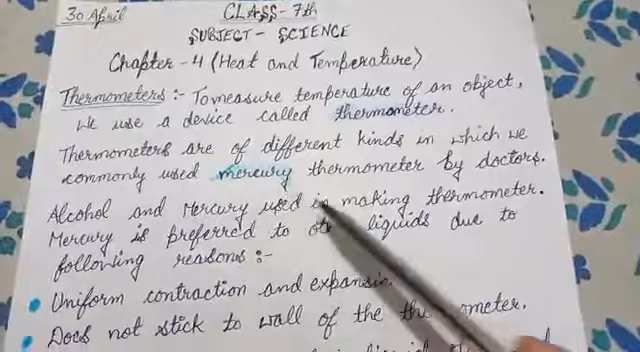 30 April
CLASS-7th
SUBJECT- SCIENCE
Chapter -4 (Heat and Temperature)
Thermometers :- To measure temperature of an object,
We use a device called thermometer.
Thermometers are of different kinds in which we
commonly used mercury thermometer by doctors.
Alcohol and Mercury used in making thermometer.
Mercury is preferred to liquids due to
following reasons :-
Uniform contraction and
Does not stick to wall of the